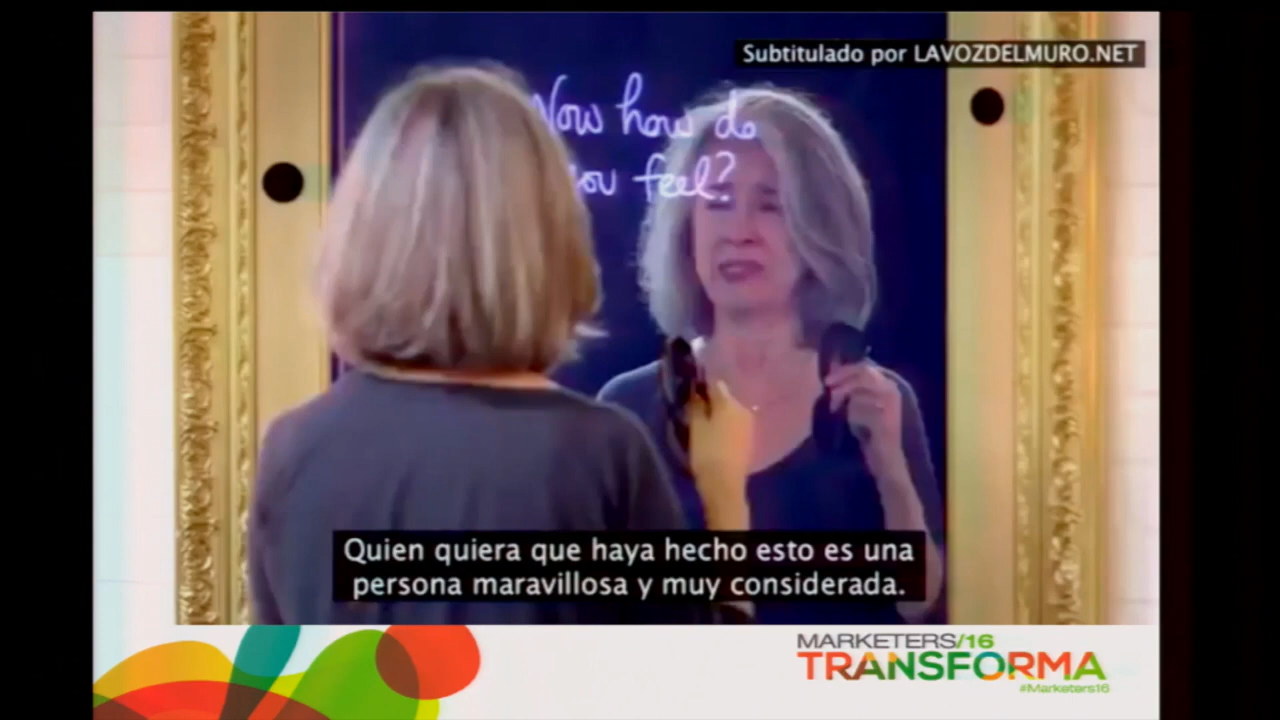 Subtitulado por LAVOZDELMURO.NET
Now how do
you feel?
Quien quiera que haya hecho esto es una
persona maravillosa y muy considerada.
MARKETERS/16
TRANSFORMA
#Marketers16